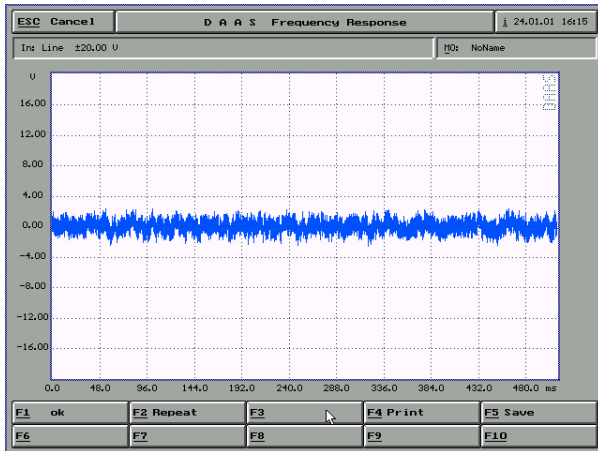 ESC Cancel
D A A S Frequency Response
i 24.01.01 16:15
In: Line ±20.00 V
MO: NoName
V
DAAS
16.00
12.00
8.00
4.00
0.00
-4.00
-8.00
-12.00
-16.00
0.0 48.0 96.0 144.0 192.0 240.0 288.0 336.0 384.0 432.0 480.0 ms
F1 ok
F2 Repeat
F3
F4 Print
F5 Save
F6
F7
F8
F9
F10